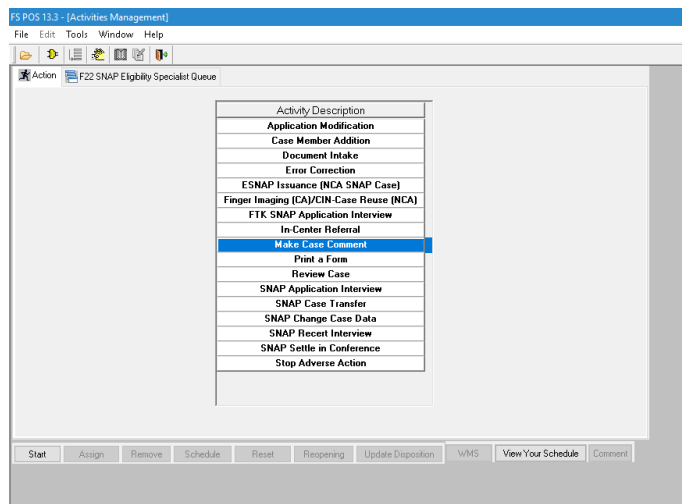 FS POS 13.3 - [Activities Management]
File Edit Tools Window Help
Action F22 SNAP Eligibility Specialist Queue
Activity Description
Application Modification
Case Member Addition
Document Intake
Error Correction
ESNAP Issuance (NCA SNAP Case)
Finger Imaging (CA)/CIN-Case Reuse (NCA)
FTK SNAP Application Interview
In-Center Referral
Make Case Comment
Print a Form
Review Case
SNAP Application Interview
SNAP Case Transfer
SNAP Change Case Data
SNAP Recert Interview
SNAP Settle in Conference
Stop Adverse Action
Start Assign Remove Schedule Reset Reopening Update Disposition WMS View Your Schedule Comment